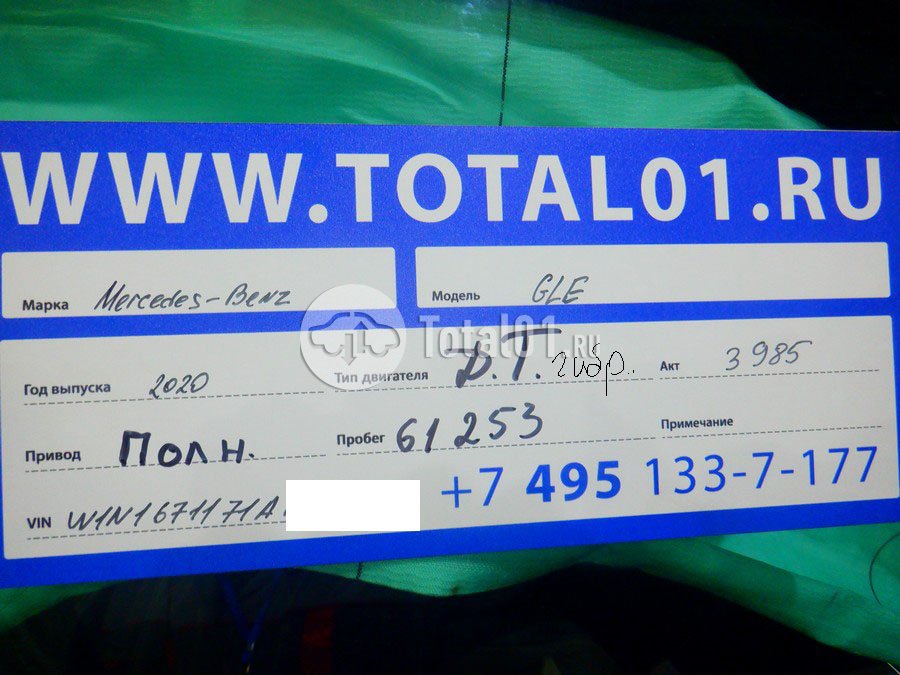 WWW.TOTAL01.RU
Марка Mercedes-Benz Модель GLE
Total01.RU
Год выпуска 2020 Тип двигателя Д.Т. гибр. Акт 3985
Привод Полн. Пробег 61253 Примечание
+7 495 133-7-177
VIN W1N1671171A